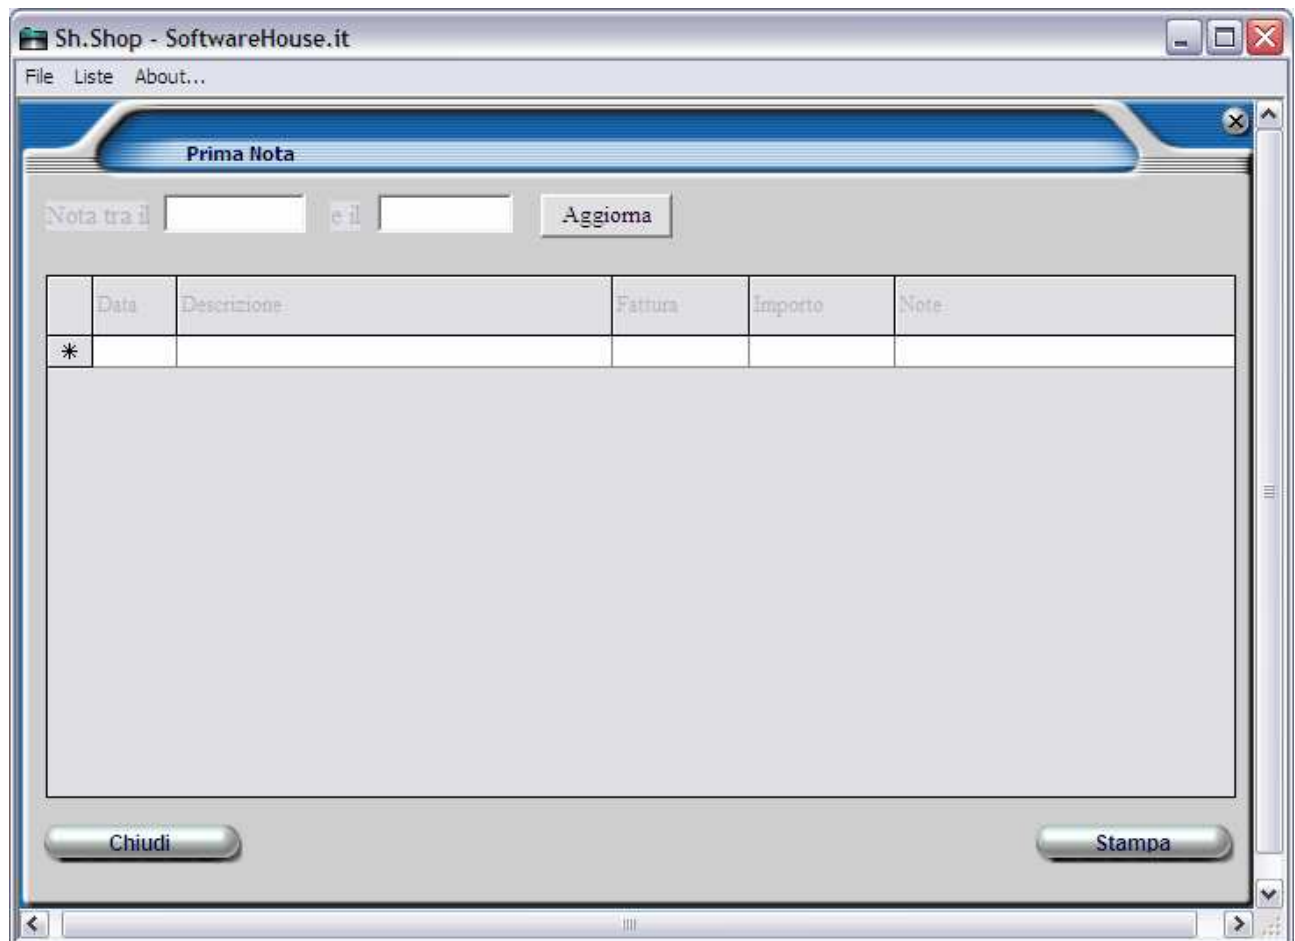 Sh.Shop - SoftwareHouse.it
File Liste About...
Prima Nota
Nota tra il e il Aggiorna
Data Descrizione Fattura Importo Note
Chiudi Stampa